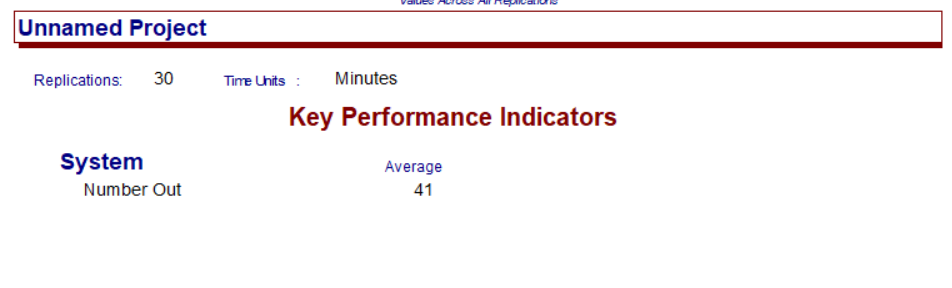 Values Across All Replications
Unnamed Project
Replications: 30 Time Units : Minutes
Key Performance Indicators
System Average
Number Out 41